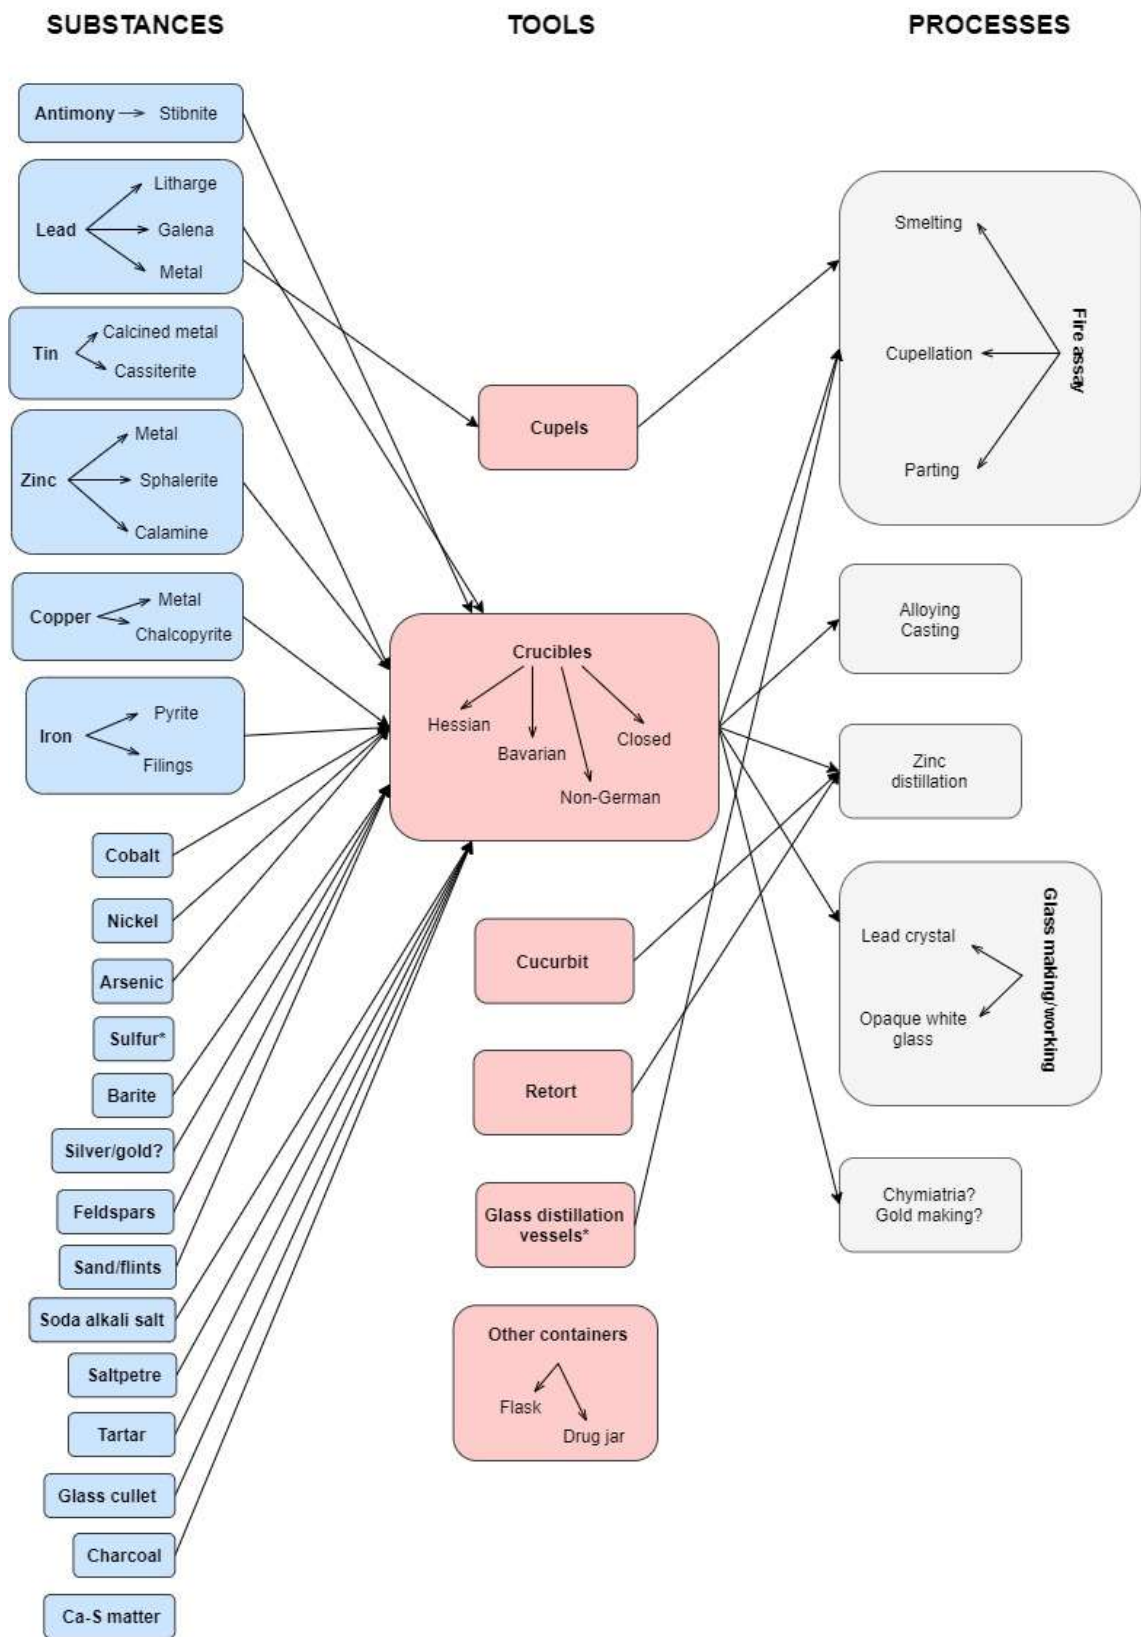 SUBSTANCES
TOOLS
PROCESSES
Antimony
Stibnite
Lead
Litharge
Galena
Metal
Tin
Calcined metal
Cassiterite
Zinc
Metal
Sphalerite
Calamine
Copper
Metal
Chalcopyrite
Iron
Pyrite
Filings
Cobalt
Nickel
Arsenic
Sulfur*
Barite
Silver/gold?
Feldspars
Sand/flints
Soda alkali salt
Saltpetre
Tartar
Glass cullet
Charcoal
Ca-S matter
Cupels
Crucibles
Hessian
Bavarian
Non-German
Closed
Cucurbit
Retort
Glass distillation
vessels*
Other containers
Flask
Drug jar
Fire assay
Smelting
Cupellation
Parting
Alloying
Casting
Zinc
distillation
Glass making/working
Lead crystal
Opaque white
glass
Chymiatria?
Gold making?